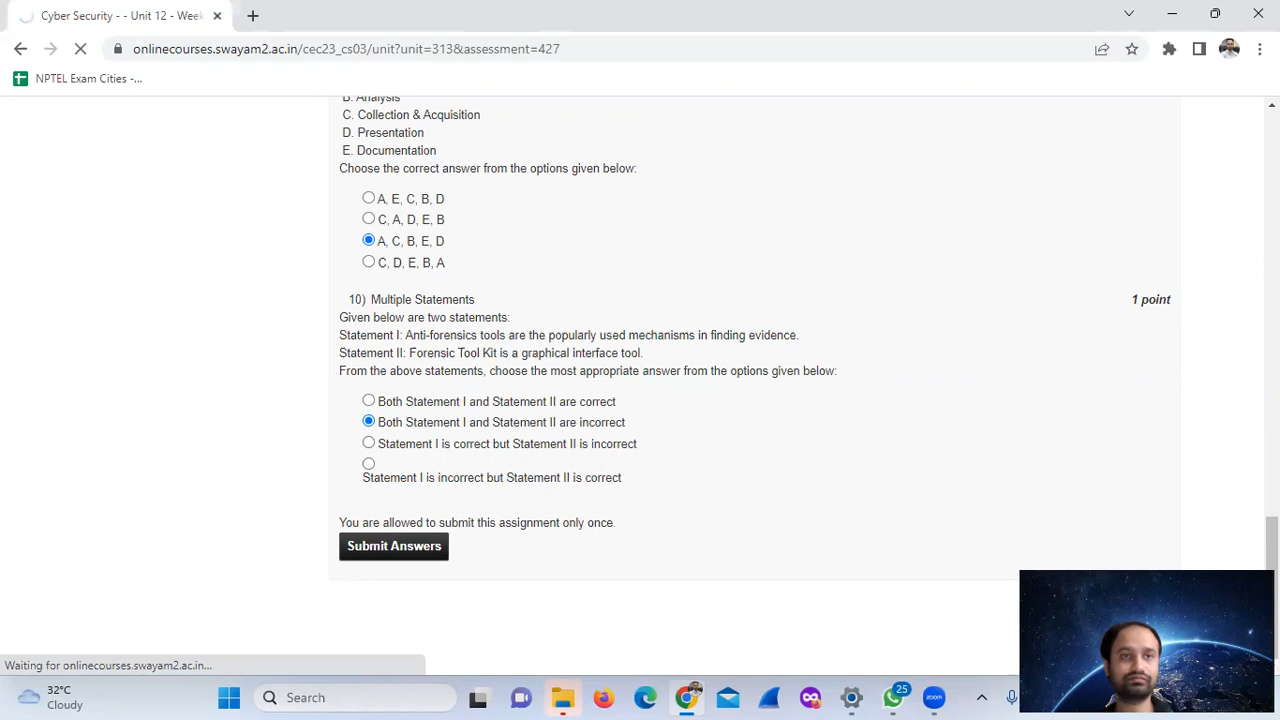 Cyber Security - - Unit 12 - Week
onlinecourses.swayam2.ac.in/cec23_cs03/unit?unit=313&assessment=427
NPTEL Exam Cities -...
B. Analysis
C. Collection & Acquisition
D. Presentation
E. Documentation
Choose the correct answer from the options given below:
A, E, C, B, D
C, A, D, E, B
A, C, B, E, D
C, D, E, B, A
10) Multiple Statements 1 point
Given below are two statements:
Statement I: Anti-forensics tools are the popularly used mechanisms in finding evidence.
Statement II: Forensic Tool Kit is a graphical interface tool.
From the above statements, choose the most appropriate answer from the options given below:
Both Statement I and Statement II are correct
Both Statement I and Statement II are incorrect
Statement I is correct but Statement II is incorrect
Statement I is incorrect but Statement II is correct
You are allowed to submit this assignment only once.
Submit Answers
Waiting for onlinecourses.swayam2.ac.in...
32°C
Cloudy
Search
25
zoom